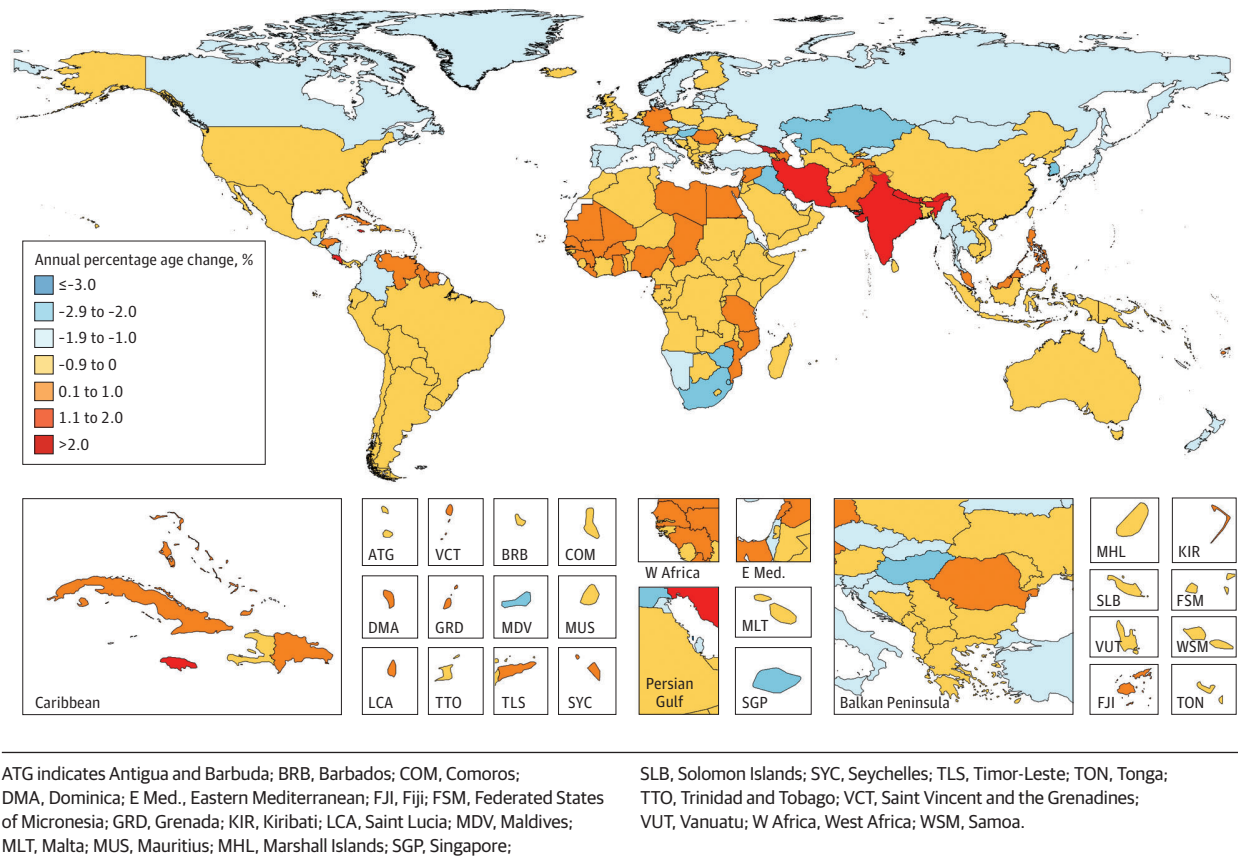 Annual percentage age change, %
≤–3.0
–2.9 to –2.0
–1.9 to –1.0
–0.9 to 0
0.1 to 1.0
1.1 to 2.0
>2.0
Caribbean
ATG
VCT
BRB
COM
DMA
GRD
MDV
MUS
LCA
TTO
TLS
SYC
W Africa
E Med.
Persian
Gulf
MLT
SGP
Balkan Peninsula
MHL
KIR
SLB
FSM
VUT
WSM
FJI
TON
ATG indicates Antigua and Barbuda; BRB, Barbados; COM, Comoros;
DMA, Dominica; E Med., Eastern Mediterranean; FJI, Fiji; FSM, Federated States
of Micronesia; GRD, Grenada; KIR, Kiribati; LCA, Saint Lucia; MDV, Maldives;
MLT, Malta; MUS, Mauritius; MHL, Marshall Islands; SGP, Singapore;
SLB, Solomon Islands; SYC, Seychelles; TLS, Timor-Leste; TON, Tonga;
TTO, Trinidad and Tobago; VCT, Saint Vincent and the Grenadines;
VUT, Vanuatu; W Africa, West Africa; WSM, Samoa.